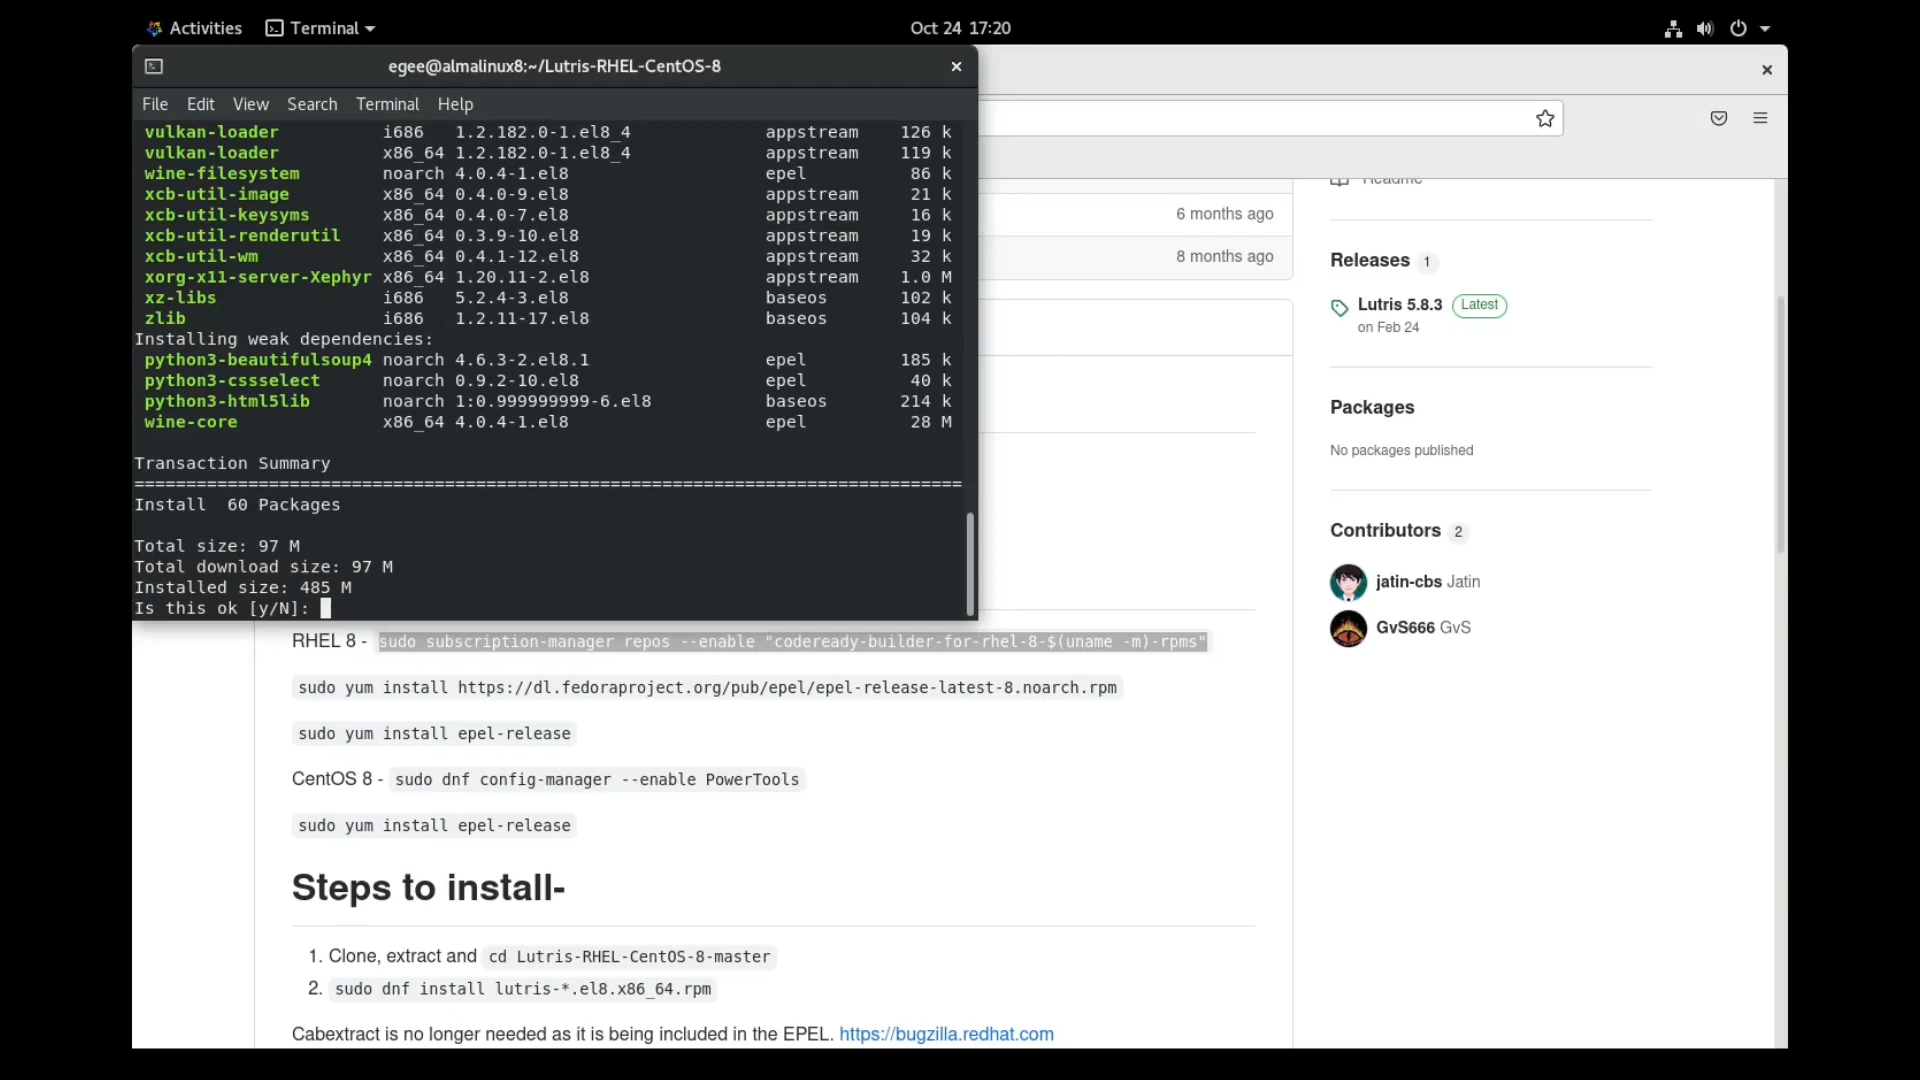 Activities Terminal Oct 24 17:20
egee@almalinux8:~/Lutris-RHEL-CentOS-8
File Edit View Search Terminal Help
vulkan-loader i686 1.2.182.0-1.el8_4 appstream 126 k
vulkan-loader x86_64 1.2.182.0-1.el8_4 appstream 119 k
wine-filesystem noarch 4.0.4-1.el8 epel 86 k
xcb-util-image x86_64 0.4.0-9.el8 appstream 21 k
xcb-util-keysyms x86_64 0.4.0-7.el8 appstream 16 k
xcb-util-renderutil x86_64 0.3.9-10.el8 appstream 19 k
xcb-util-wm x86_64 0.4.1-12.el8 appstream 32 k
xorg-x11-server-Xephyr x86_64 1.20.11-2.el8 appstream 1.0 M
xz-libs i686 5.2.4-3.el8 baseos 102 k
zlib i686 1.2.11-17.el8 baseos 104 k
Installing weak dependencies:
python3-beautifulsoup4 noarch 4.6.3-2.el8.1 epel 185 k
python3-cssselect noarch 0.9.2-10.el8 epel 40 k
python3-html5lib noarch 1:0.999999999-6.el8 baseos 214 k
wine-core x86_64 4.0.4-1.el8 epel 28 M
Transaction Summary
================================================================================
Install 60 Packages
Total size: 97 M
Total download size: 97 M
Installed size: 485 M
Is this ok [y/N]:
6 months ago
8 months ago
RHEL 8 - sudo subscription-manager repos --enable "codeready-builder-for-rhel-8-$(uname -m)-rpms"
sudo yum install https://dl.fedoraproject.org/pub/epel/epel-release-latest-8.noarch.rpm
sudo yum install epel-release
CentOS 8 - sudo dnf config-manager --enable PowerTools
sudo yum install epel-release
Steps to install-
1. Clone, extract and cd Lutris-RHEL-CentOS-8-master
2. sudo dnf install lutris-*.el8.x86_64.rpm
Cabextract is no longer needed as it is being included in the EPEL. https://bugzilla.redhat.com
Readme
Releases 1
Lutris 5.8.3 Latest
on Feb 24
Packages
No packages published
Contributors 2
jatin-cbs Jatin
GvS666 GvS